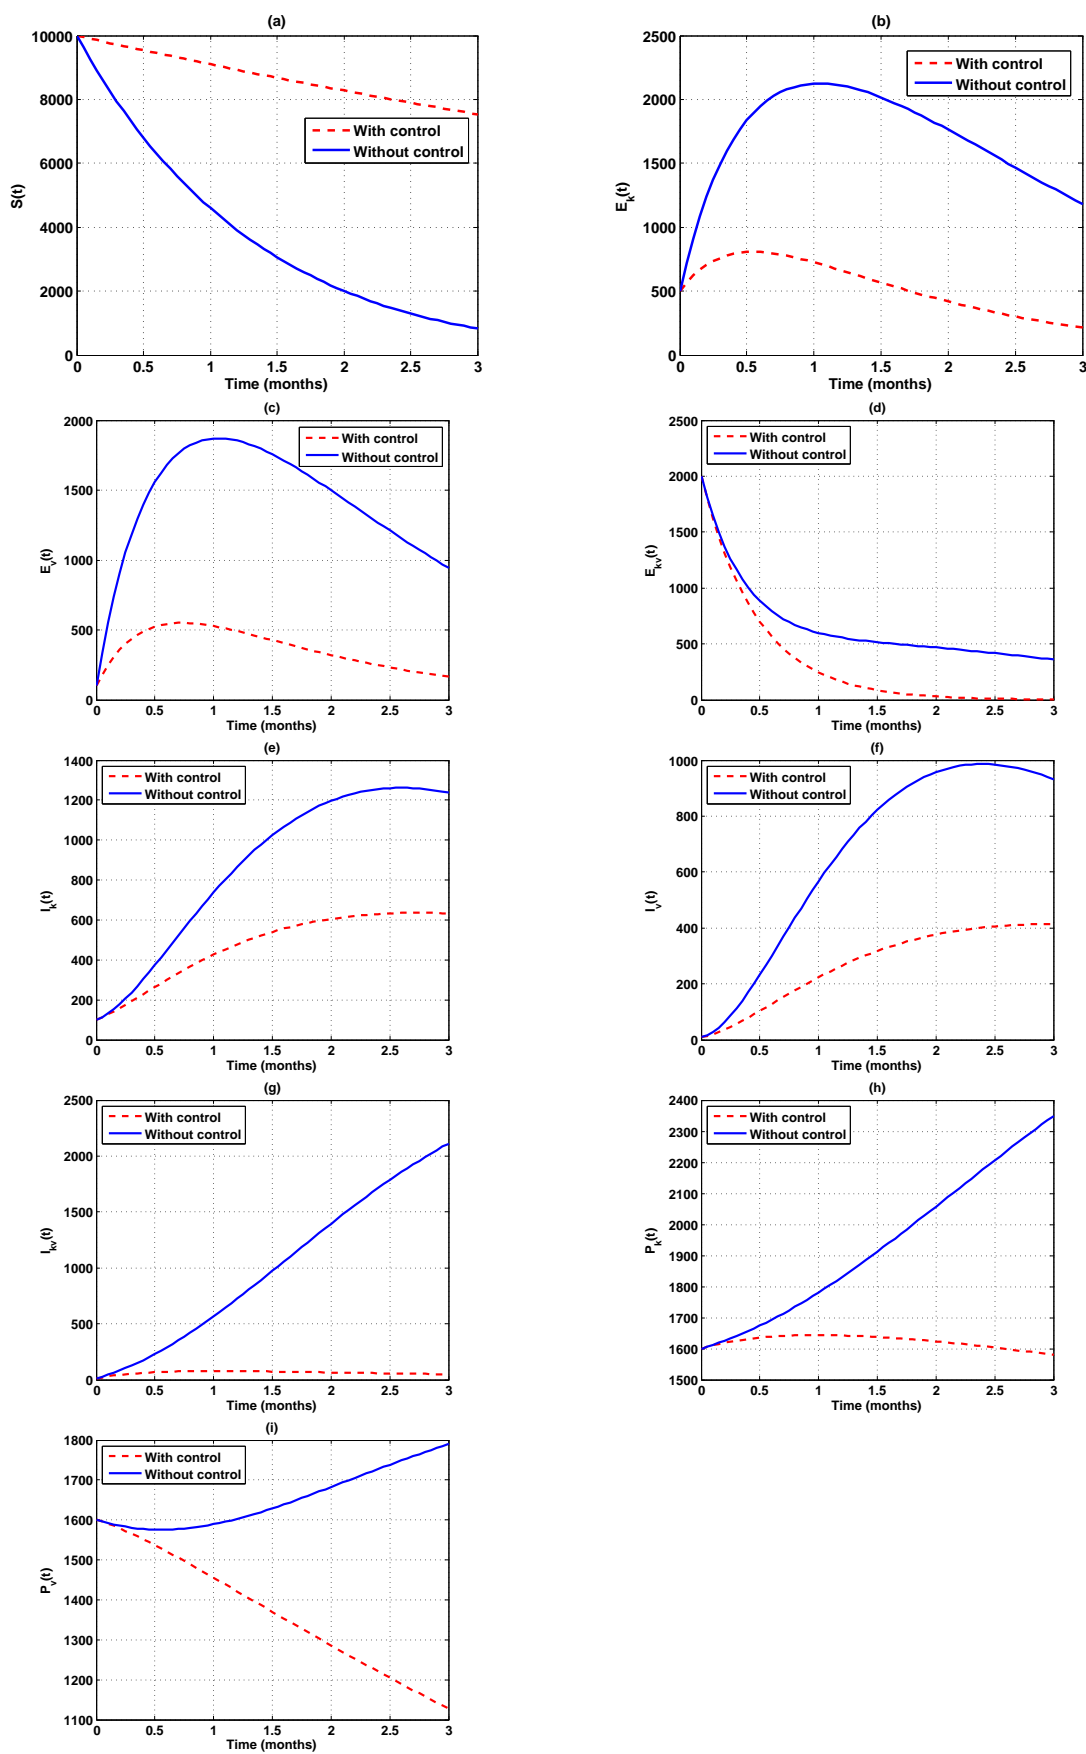 (a)
10000
8000
6000
4000
2000
0
S(t)
With control
Without control
0 0.5 1 1.5 2 2.5 3
Time (months)
(b)
2500
2000
1500
1000
500
0
E_k(t)
With control
Without control
0 0.5 1 1.5 2 2.5 3
Time (months)
(c)
2000
1500
1000
500
0
E_v(t)
With control
Without control
0 0.5 1 1.5 2 2.5 3
Time (months)
(d)
2500
2000
1500
1000
500
0
E_kv(t)
With control
Without control
0 0.5 1 1.5 2 2.5 3
Time (months)
(e)
1400
1200
1000
800
600
400
200
0
I_k(t)
With control
Without control
0 0.5 1 1.5 2 2.5 3
Time (months)
(f)
1000
800
600
400
200
0
I_v(t)
With control
Without control
0 0.5 1 1.5 2 2.5 3
Time (months)
(g)
2500
2000
1500
1000
500
0
I_kv(t)
With control
Without control
0 0.5 1 1.5 2 2.5 3
Time (months)
(h)
2400
2300
2200
2100
2000
1900
1800
1700
1600
1500
P_k(t)
With control
Without control
0 0.5 1 1.5 2 2.5 3
Time (months)
(i)
1800
1700
1600
1500
1400
1300
1200
1100
P_v(t)
With control
Without control
0 0.5 1 1.5 2 2.5 3
Time (months)